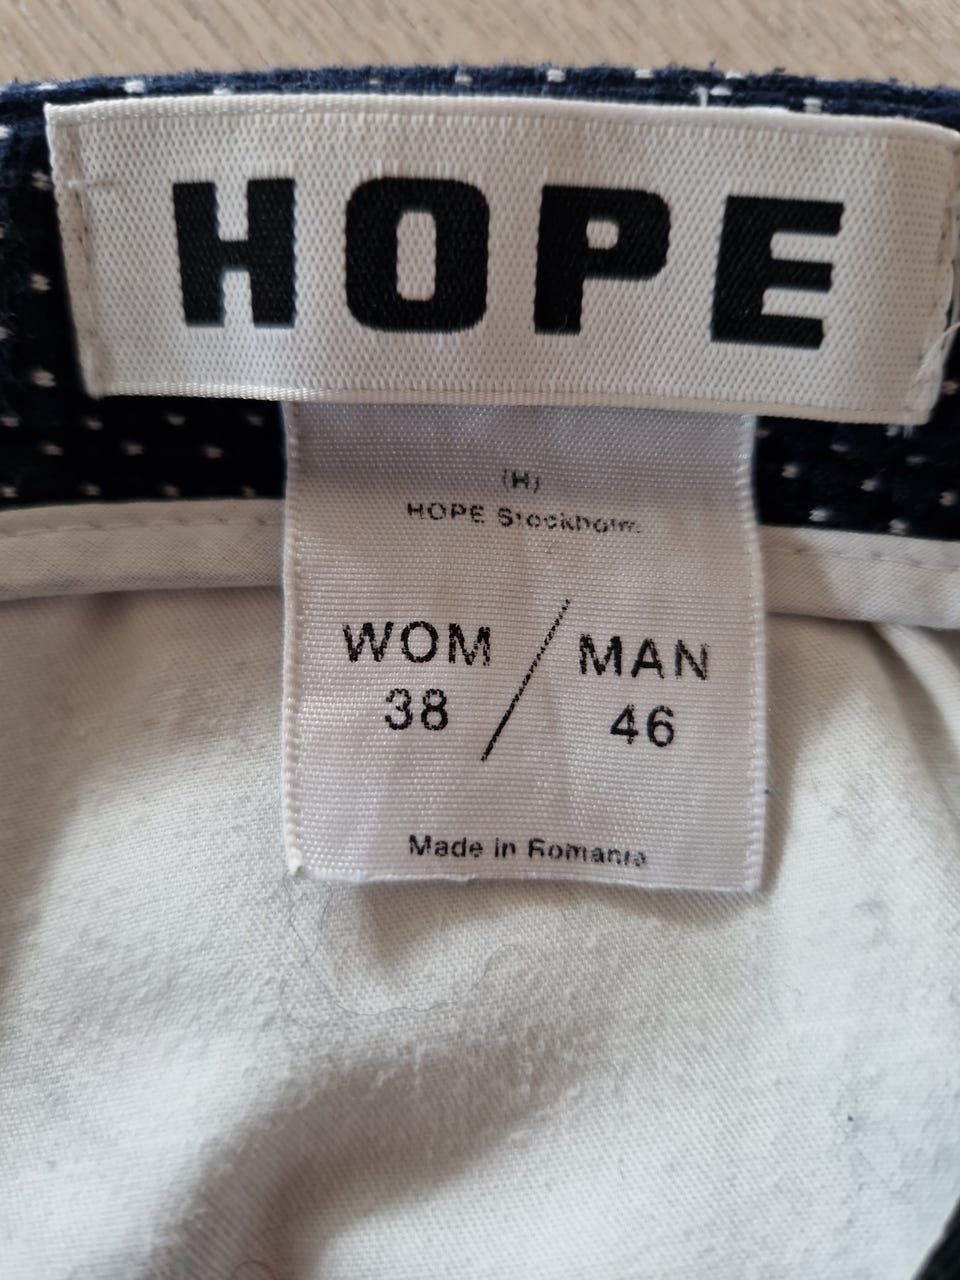 HOPE
(H)
HOPE Stockholm
WOM / MAN
38 46
Made in Romania